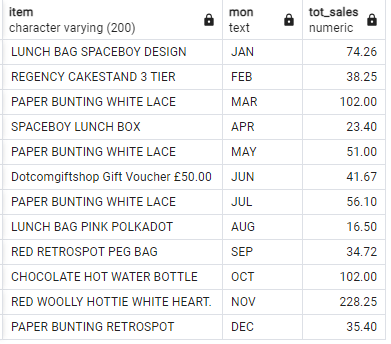 item mon tot_sales
character varying (200) text numeric
LUNCH BAG SPACEBOY DESIGN JAN 74.26
REGENCY CAKESTAND 3 TIER FEB 38.25
PAPER BUNTING WHITE LACE MAR 102.00
SPACEBOY LUNCH BOX APR 23.40
PAPER BUNTING WHITE LACE MAY 51.00
Dotcomgiftshop Gift Voucher £50.00 JUN 41.67
PAPER BUNTING WHITE LACE JUL 56.10
LUNCH BAG PINK POLKADOT AUG 16.50
RED RETROSPOT PEG BAG SEP 34.72
CHOCOLATE HOT WATER BOTTLE OCT 102.00
RED WOOLLY HOTTIE WHITE HEART. NOV 228.25
PAPER BUNTING RETROSPOT DEC 35.40